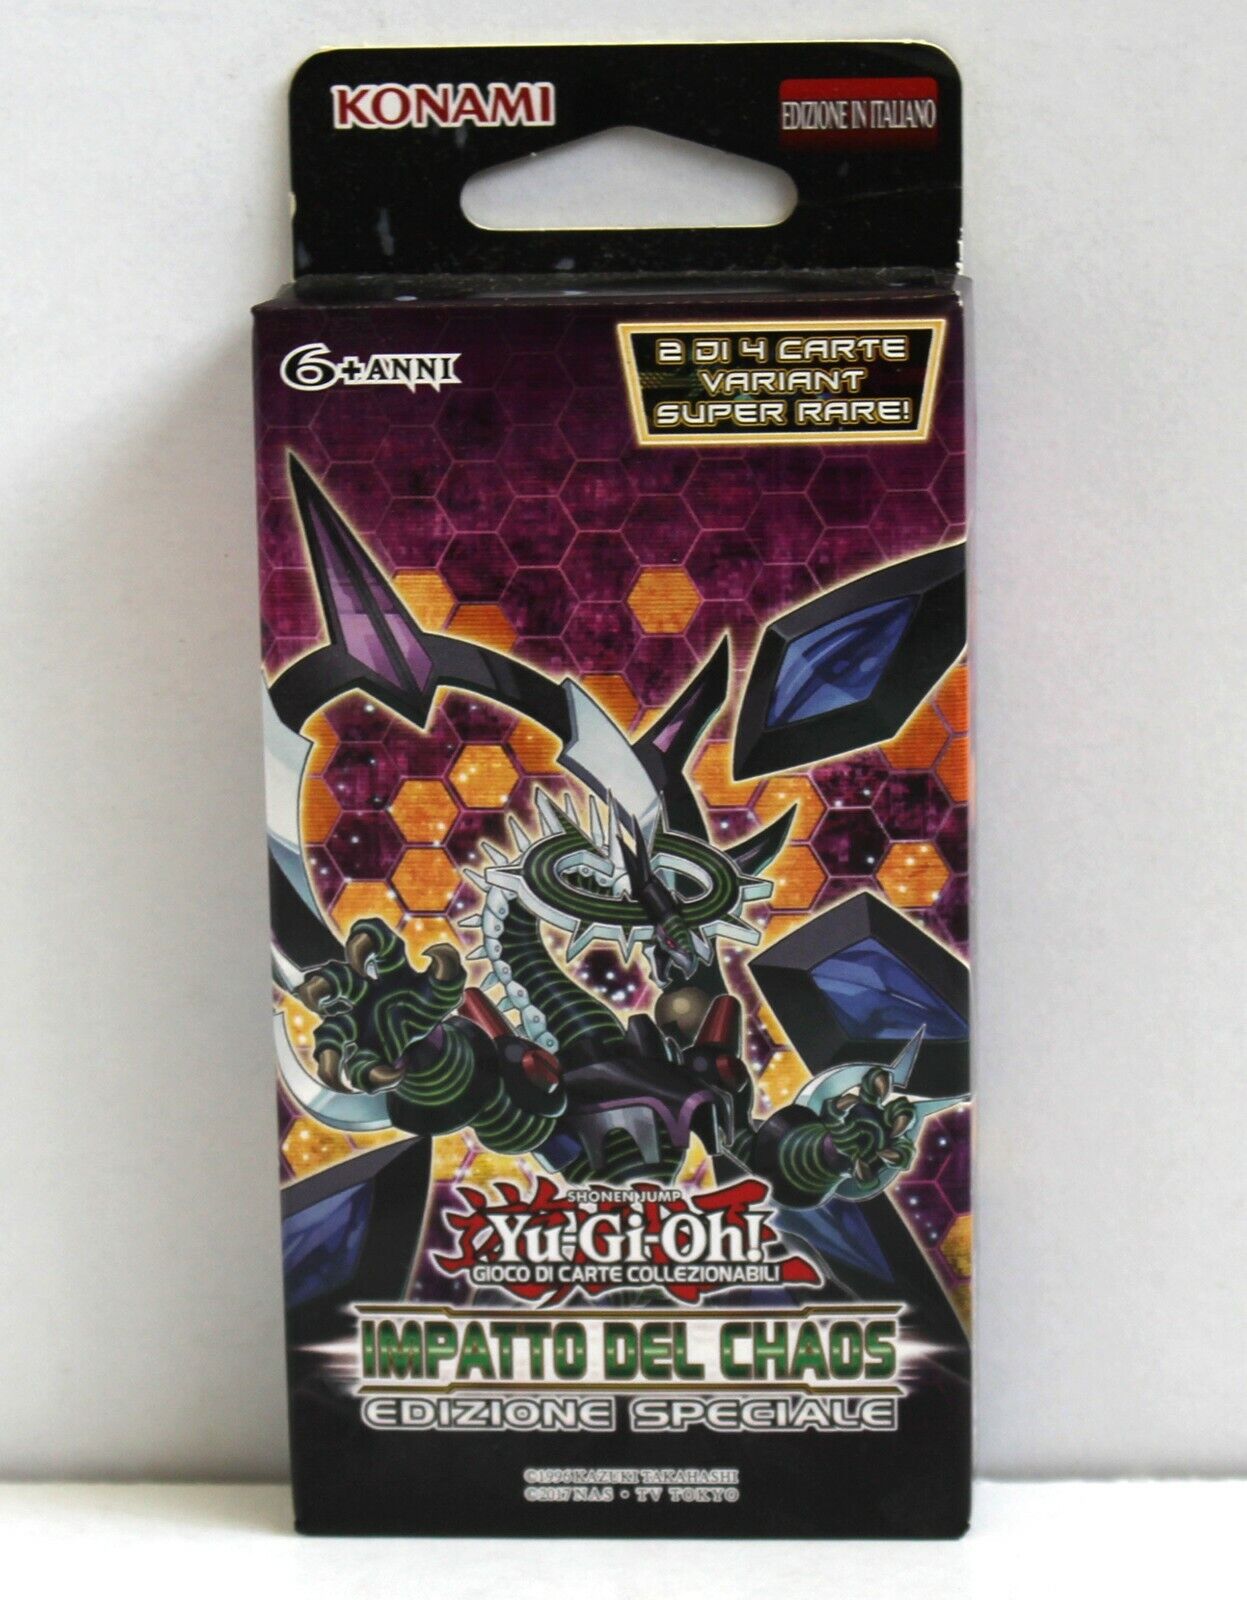 KONAMI
EDIZIONE IN ITALIANO
6+ANNI
2 DI 4 CARTE
VARIANT
SUPER RARE!
SHONEN JUMP
Yu-Gi-Oh!
GIOCO DI CARTE COLLEZIONABILI
IMPATTO DEL CHAOS
EDIZIONE SPECIALE
©1996 KAZUKI TAKAHASHI
©2017 NAS • TV TOKYO